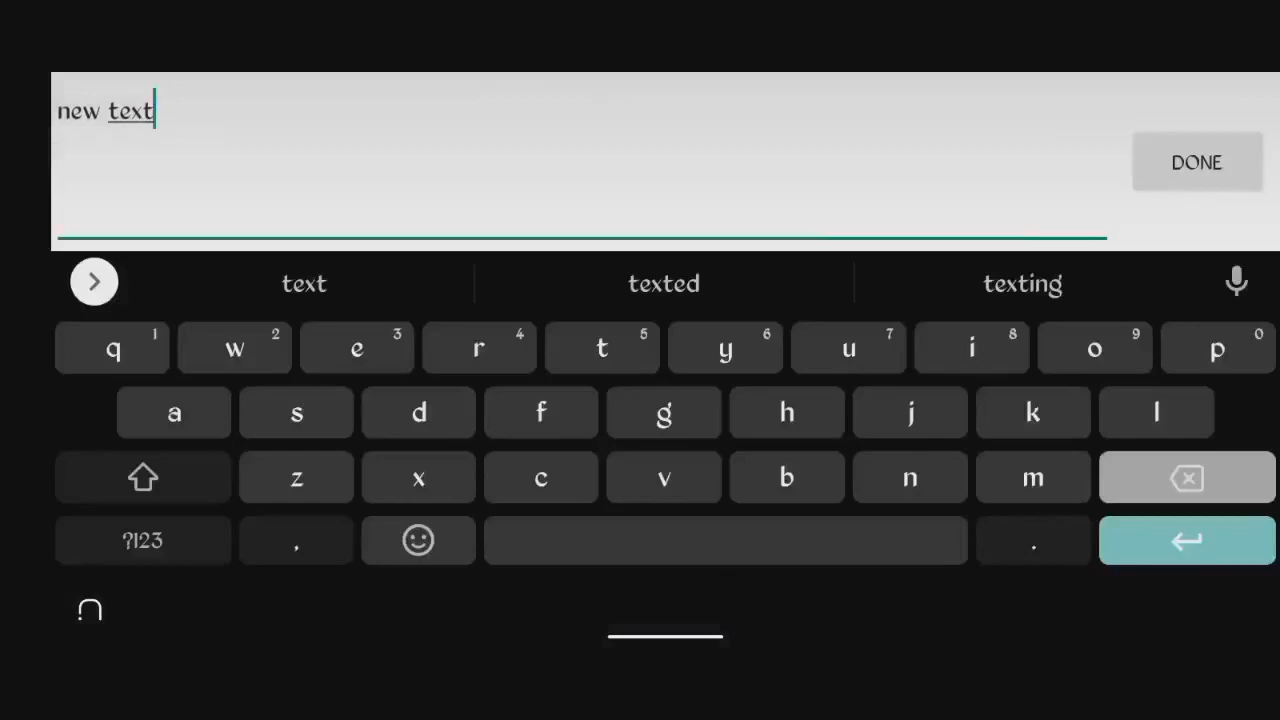 new text
DONE
text texted texting
q 1 w 2 e 3 r 4 t 5 y 6 u 7 i 8 o 9 p 0
a s d f g h j k l
z x c v b n m
?123 , .